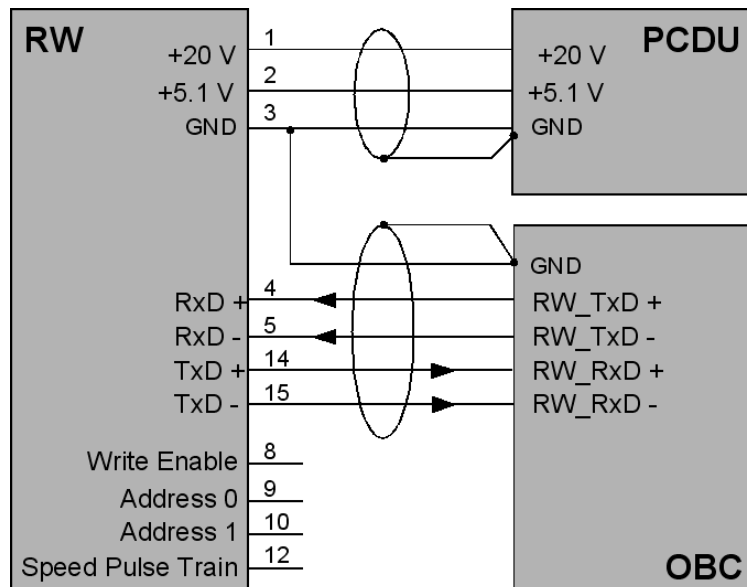 RW 1 PCDU
+20 V +20 V
2
+5.1 V +5.1 V
3
GND GND
GND
4
RxD + RW_TxD +
5
RxD - RW_TxD -
14
TxD + RW_RxD +
15
TxD - RW_RxD -
Write Enable 8
Address 0 9
Address 1 10
Speed Pulse Train 12
OBC